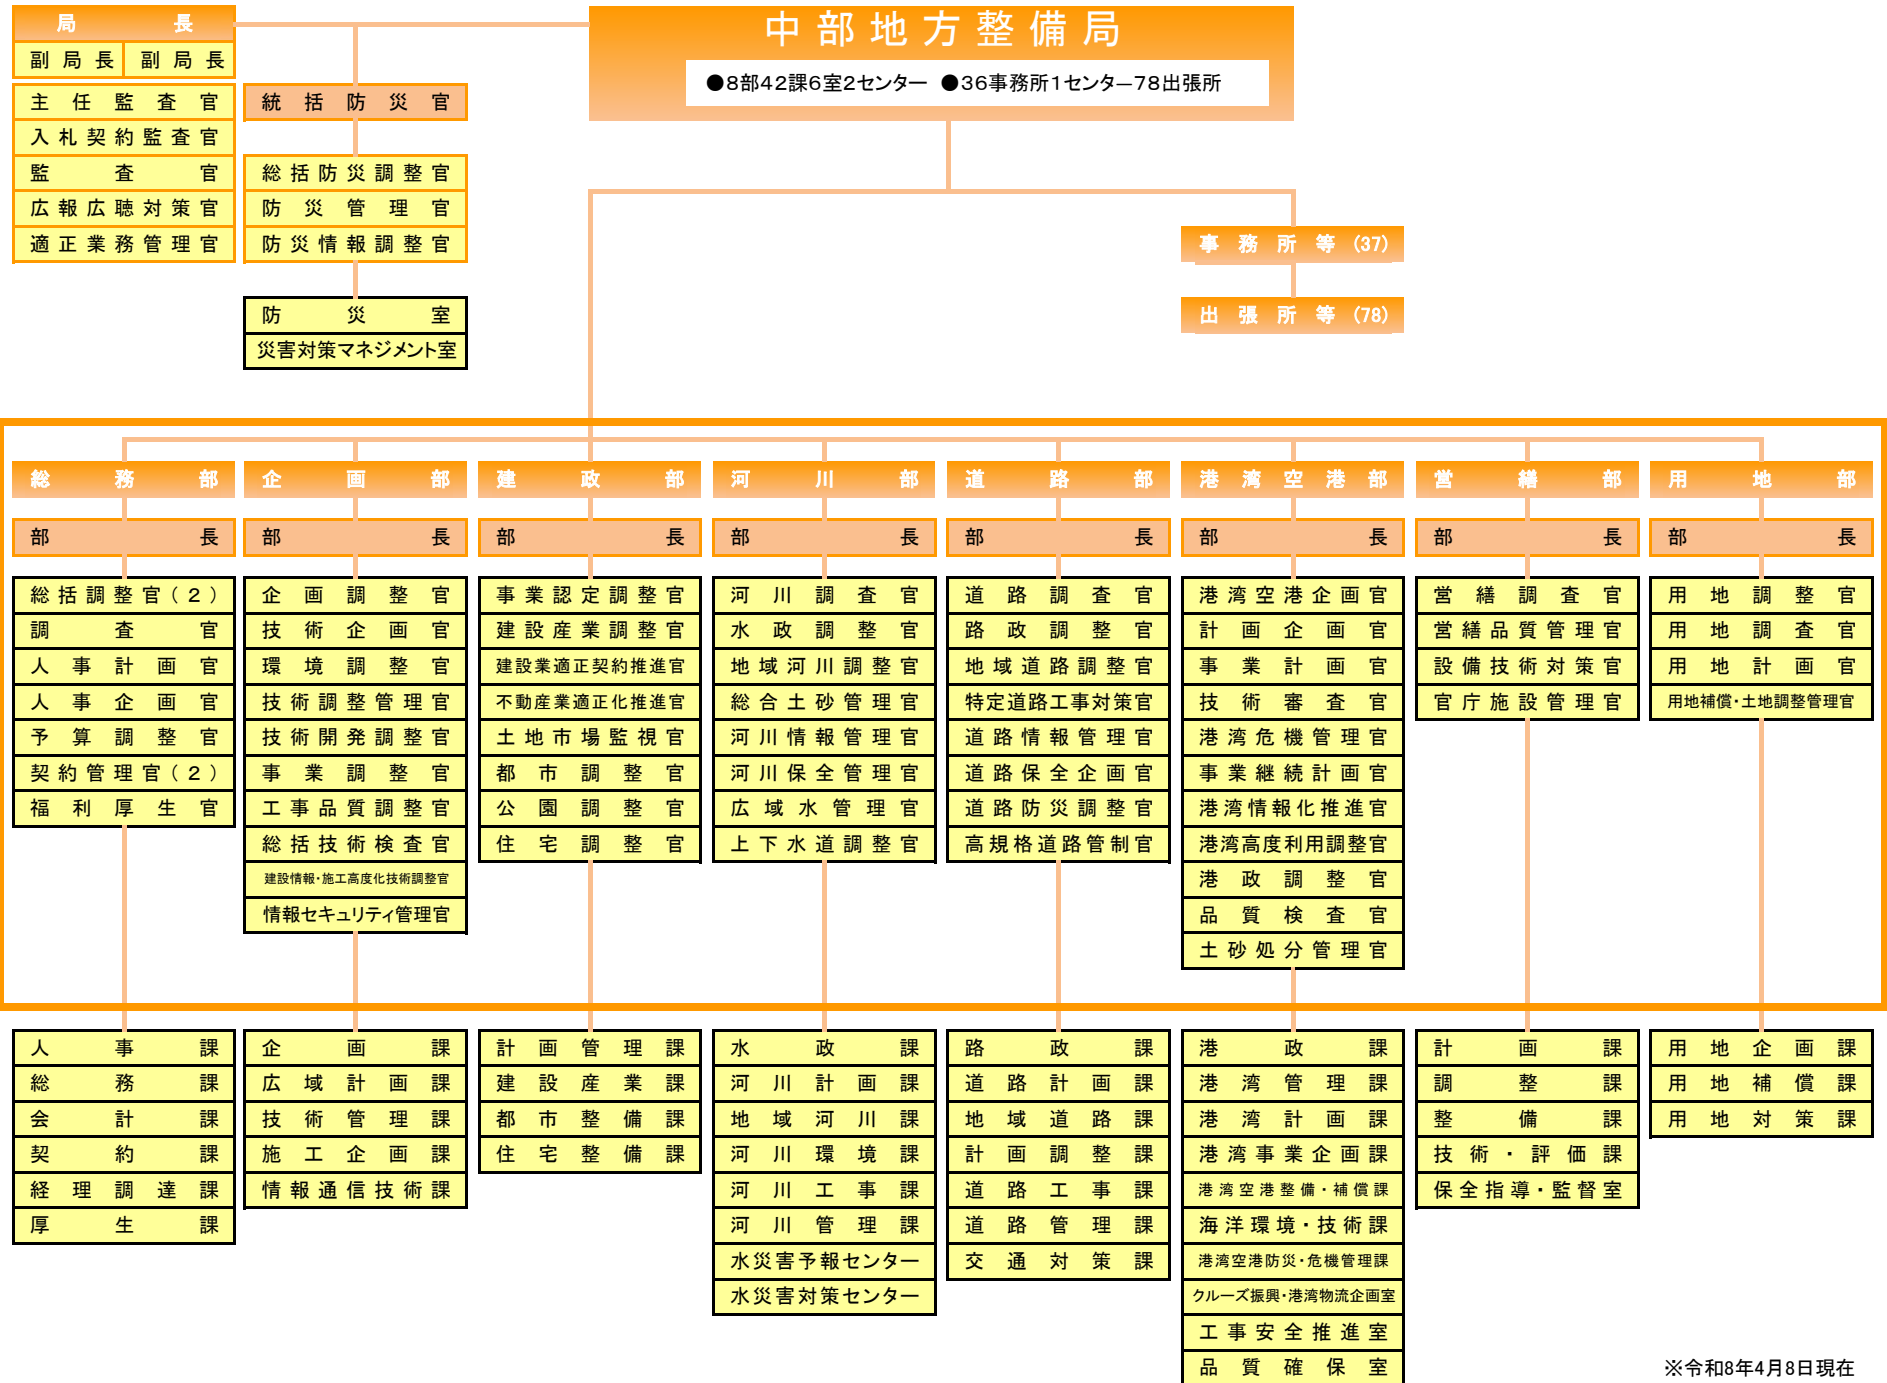 局長
副局長 副局長
主任監査官
入札契約監査官
監査官
広報広聴対策官
適正業務管理官
統括防災官
総括防災調整官
防災管理官
防災情報調整官
防災室
災害対策マネジメント室
中部地方整備局
●8部42課6室2センター ●36事務所1センター78出張所
事務所等(37)
出張所等(78)
総務部
部長
総括調整官(2)
調査官
人事計画官
人事企画官
予算調整官
契約管理官(2)
福利厚生官
人事課
総務課
会計課
契約課
経理調達課
厚生課
企画部
部長
企画調整官
技術企画官
環境調整官
技術調整管理官
技術開発調整官
事業調整官
工事品質調整官
総括技術検査官
建設情報・施工高度化技術調整官
情報セキュリティ管理官
企画課
広域計画課
技術管理課
施工企画課
情報通信技術課
建政部
部長
事業認定調整官
建設産業調整官
建設業適正契約推進官
不動産業適正化推進官
土地市場監視官
都市調整官
公園調整官
住宅調整官
計画管理課
建設産業課
都市整備課
住宅整備課
河川部
部長
河川調査官
水政調整官
地域河川調整官
総合土砂管理官
河川情報管理官
河川保全管理官
広域水管理官
上下水道調整官
水政課
河川計画課
地域河川課
河川環境課
河川工事課
河川管理課
水災害予報センター
水災害対策センター
道路部
部長
道路調査官
路政調整官
地域道路調整官
特定道路工事対策官
道路情報管理官
道路保全企画官
道路防災調整官
高規格道路管制官
路政課
道路計画課
地域道路課
計画調整課
道路工事課
道路管理課
交通対策課
港湾空港部
部長
港湾空港企画官
計画企画官
事業計画官
技術審査官
港湾危機管理官
事業継続計画官
港湾情報化推進官
港湾高度利用調整官
港政調整官
品質検査官
土砂処分管理官
港政課
港湾管理課
港湾計画課
港湾事業企画課
港湾空港整備・補償課
海洋環境・技術課
港湾空港防災・危機管理課
クルーズ振興・港湾物流企画室
工事安全推進室
品質確保室
営繕部
部長
営繕調査官
営繕品質管理官
設備技術対策官
官庁施設管理官
計画課
調整課
整備課
技術・評価課
保全指導・監督室
用地部
部長
用地調整官
用地調査官
用地計画官
用地補償・土地調整管理官
用地企画課
用地補償課
用地対策課
※令和8年4月8日現在